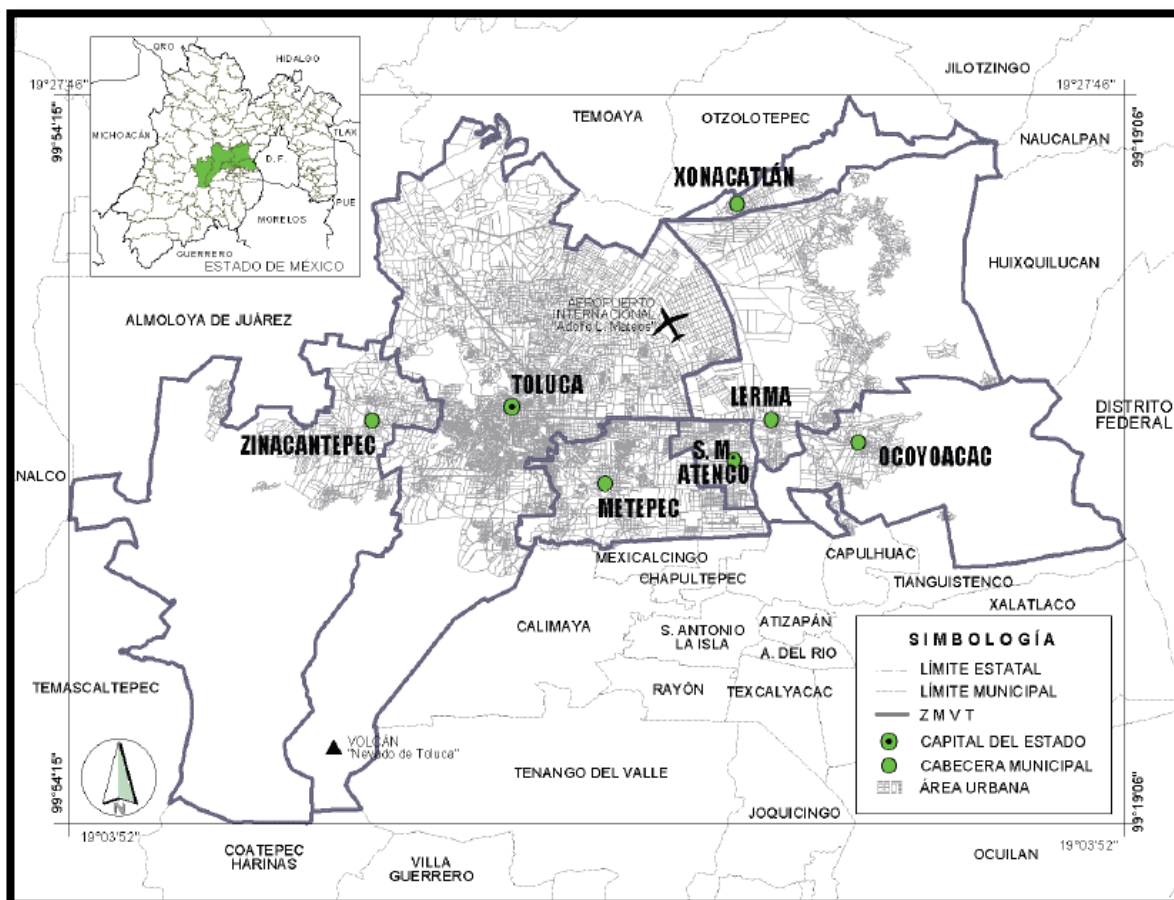 QRO
HIDALGO
MICHOACÁN
TLAX
D.F.
PUE
MORELOS
GUERRERO
ESTADO DE MÉXICO
19°27'46"
19°27'46"
99°54'15"
99°19'06"
JILOTZINGO
TEMOAYA
OTZOLOTEPEC
NAUCALPAN
XONACATLÁN
HUIXQUILUCAN
ALMOLOYA DE JUÁREZ
AEROPUERTO
INTERNACIONAL
"Adolfo L. Mateos"
TOLUCA
LERMA
DISTRITO
FEDERAL
ZINACANTEPEC
S. M.
ATENCO
OCOYOACAC
NALCO
METEPEC
MEXICALCINGO
CAPULHUAC
CHAPULTEPEC
TIANGUISTENCO
XALATLACO
CALIMAYA
S. ANTONIO
LA ISLA
ATIZAPÁN
A. DEL RIO
TEMASCALTEPEC
RAYÓN
TEXCALYACAC
VOLCÁN
"Nevado de Toluca"
TENANGO DEL VALLE
JOQUICINGO
SIMBOLOGÍA
LÍMITE ESTATAL
LÍMITE MUNICIPAL
Z M V T
CAPITAL DEL ESTADO
CABECERA MUNICIPAL
ÁREA URBANA
N
99°54'15"
99°19'06"
19°03'52"
19°03'52"
COATEPEC
HARINAS
VILLA
GUERRERO
OCUILAN